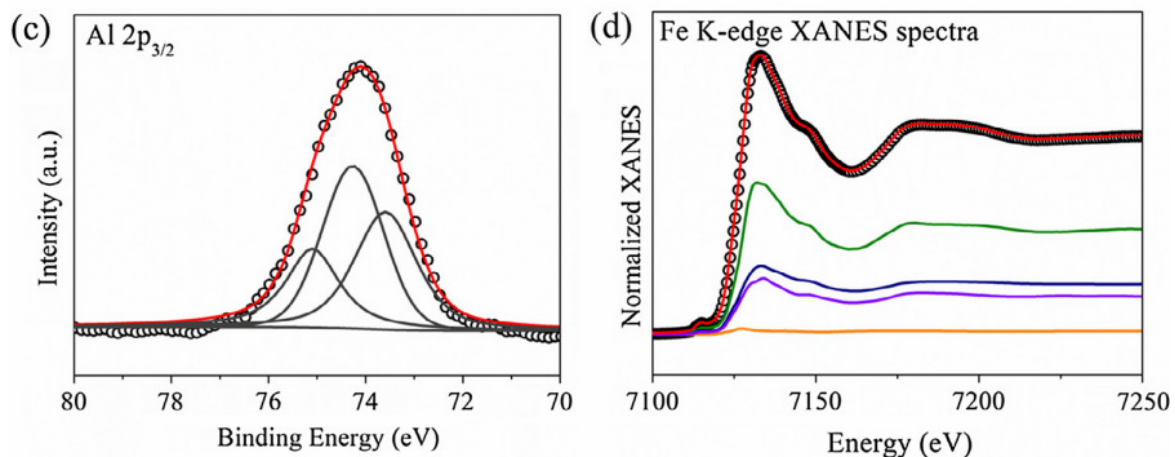 (c)
Al 2p3/2
Intensity (a.u.)
80 78 76 74 72 70
Binding Energy (eV)
(d)
Fe K-edge XANES spectra
Normalized XANES
7100 7150 7200 7250
Energy (eV)